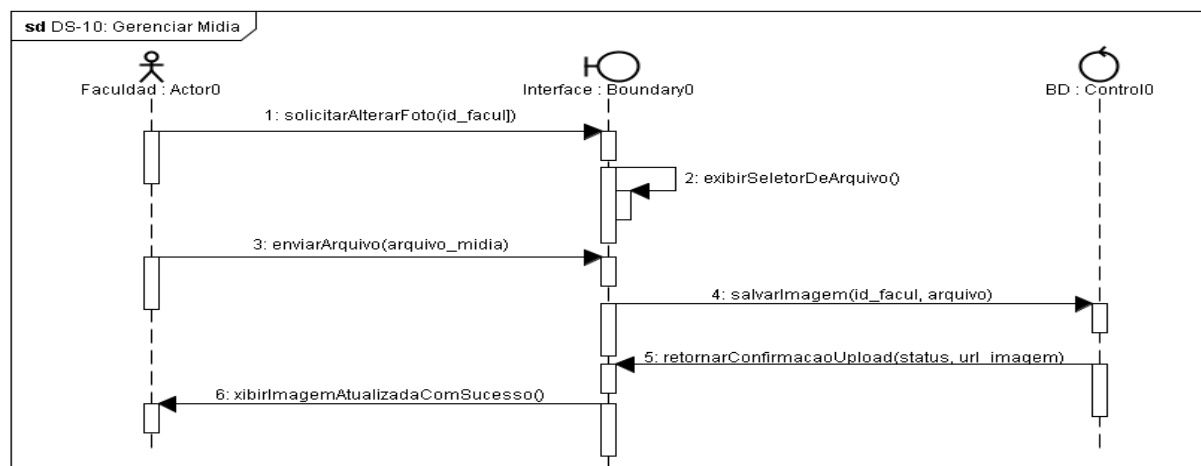 sd DS-10: Gerenciar Midia
Faculdad : Actor0
Interface : Boundary0
BD : Control0
1: solicitarAlterarFoto(id_facul])
2: exibirSeletorDeArquivo()
3: enviarArquivo(arquivo_midia)
4: salvarImagem(id_facul, arquivo)
5: retornarConfirmacaoUpload(status, url_imagem)
6: xibirImagemAtualizadaComSucesso()